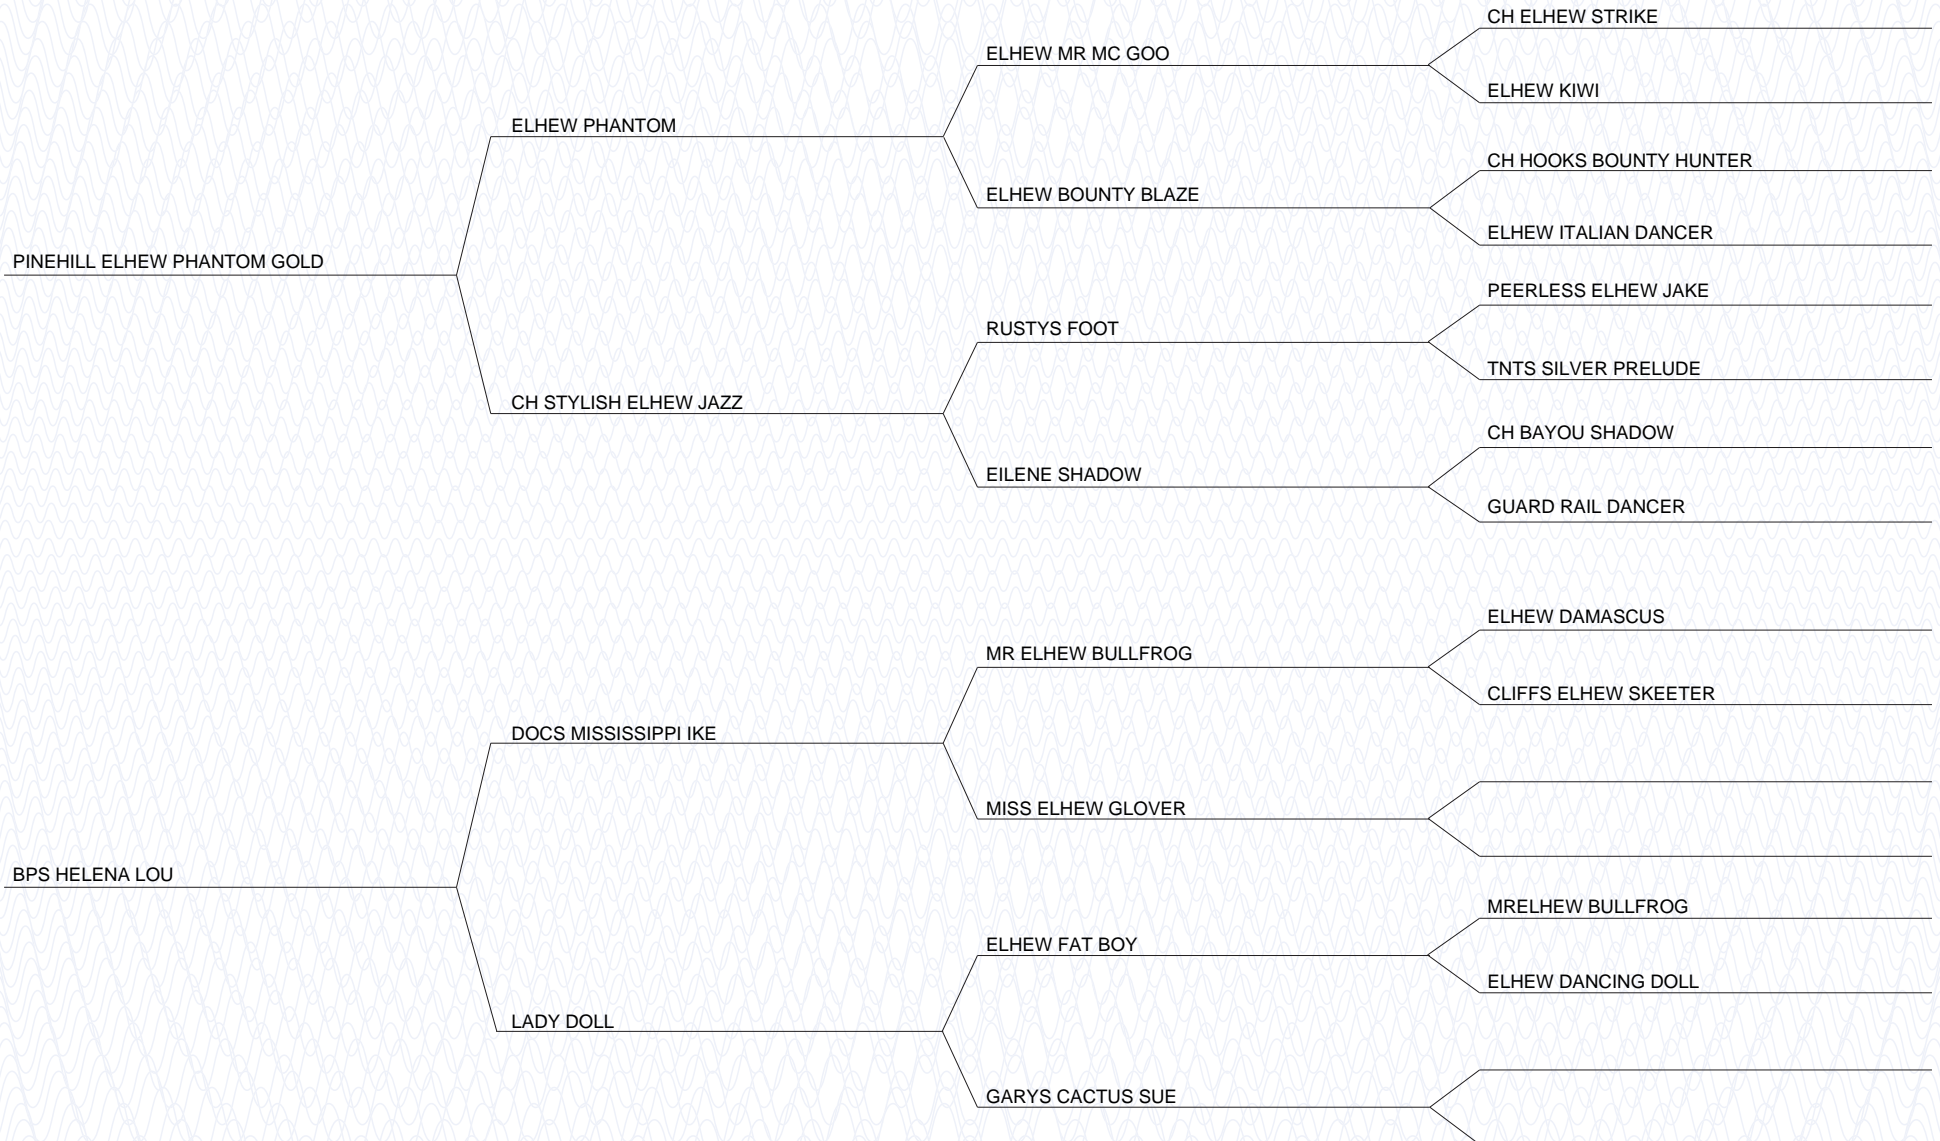 CH ELHEW STRIKE
ELHEW MR MC GOO
ELHEW KIWI
ELHEW PHANTOM
CH HOOKS BOUNTY HUNTER
ELHEW BOUNTY BLAZE
ELHEW ITALIAN DANCER
PINEHILL ELHEW PHANTOM GOLD
PEERLESS ELHEW JAKE
RUSTYS FOOT
TNTS SILVER PRELUDE
CH STYLISH ELHEW JAZZ
CH BAYOU SHADOW
EILENE SHADOW
GUARD RAIL DANCER
ELHEW DAMASCUS
MR ELHEW BULLFROG
CLIFFS ELHEW SKEETER
DOCS MISSISSIPPI IKE
MISS ELHEW GLOVER
BPS HELENA LOU
MRELHEW BULLFROG
ELHEW FAT BOY
ELHEW DANCING DOLL
LADY DOLL
GARYS CACTUS SUE